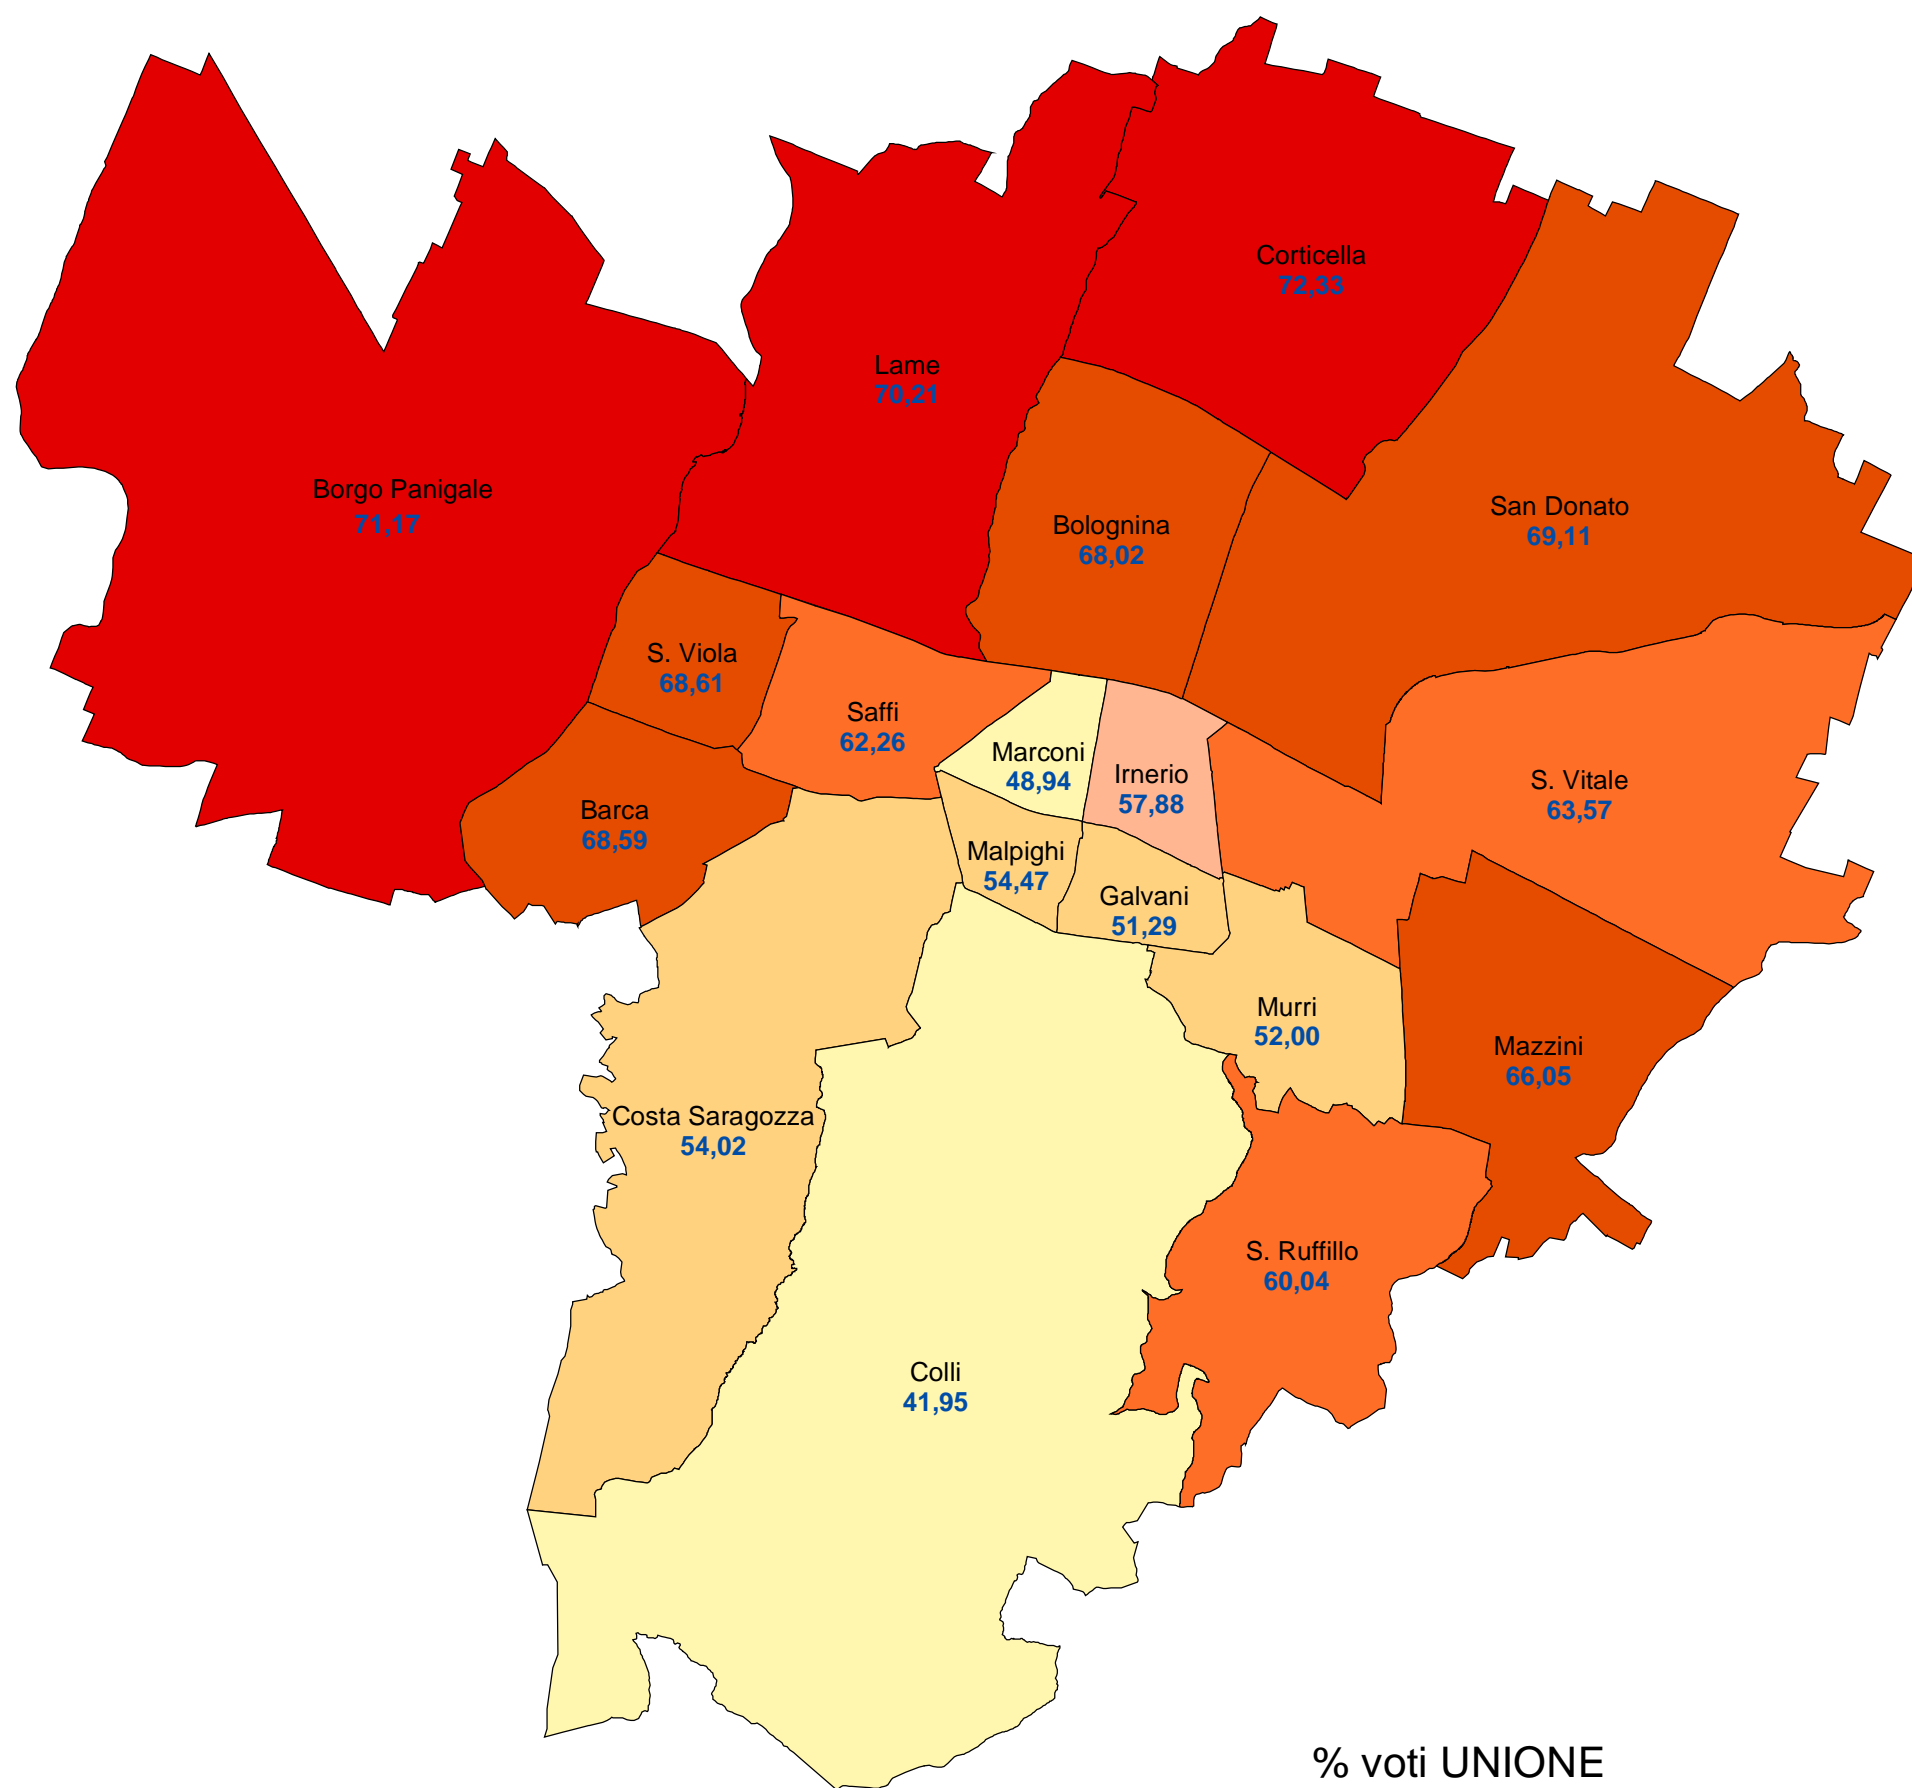 Corticella
72,33
Lame
70,21
Borgo Panigale
71,17
San Donato
69,11
Bolognina
68,02
S. Viola
68,61
Saffi
62,26
Marconi
48,94
Irnerio
57,88
S. Vitale
63,57
Barca
68,59
Malpighi
54,47
Galvani
51,29
Murri
52,00
Mazzini
66,05
Costa Saragozza
54,02
S. Ruffillo
60,04
Colli
41,95
% voti UNIONE